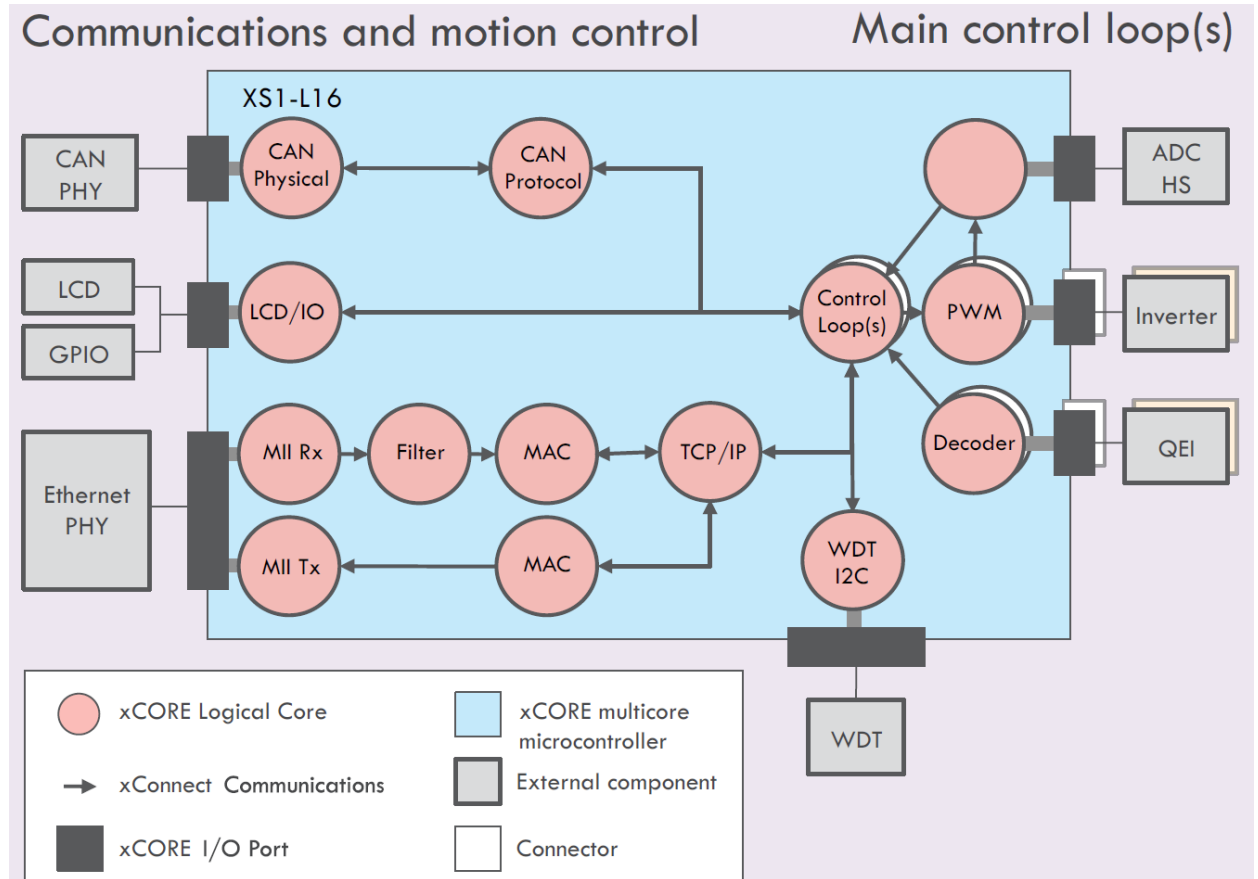 Communications and motion control
Main control loop(s)
XS1-L16
CAN
PHY
CAN
Physical
CAN
Protocol
ADC
HS
LCD
GPIO
LCD/IO
Control
Loop(s)
PWM
Inverter
Ethernet
PHY
MII Rx
Filter
MAC
TCP/IP
Decoder
QEI
MII Tx
MAC
WDT
I2C
WDT
xCORE Logical Core
xCORE multicore
microcontroller
xConnect Communications
External component
xCORE I/O Port
Connector